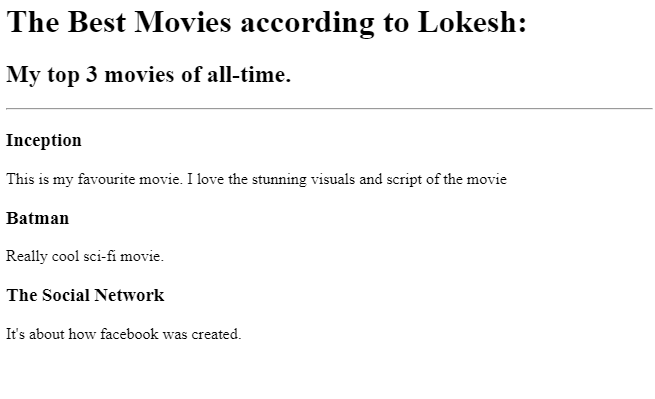 The Best Movies according to Lokesh:
My top 3 movies of all-time.
Inception
This is my favourite movie. I love the stunning visuals and script of the movie
Batman
Really cool sci-fi movie.
The Social Network
It's about how facebook was created.